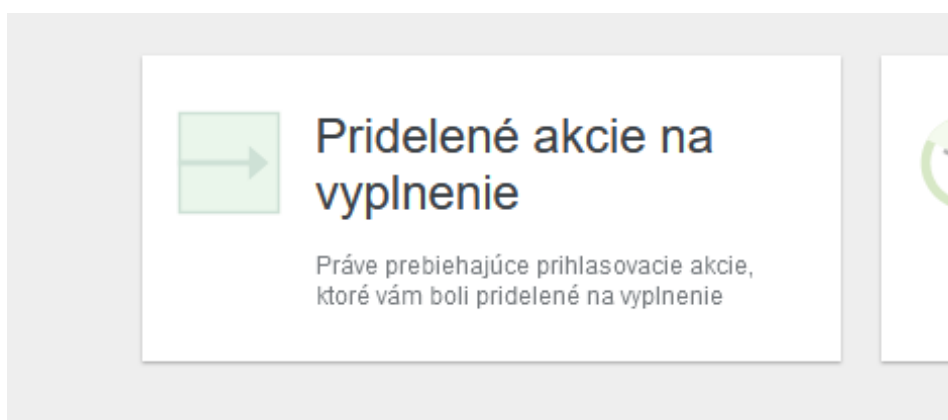 Pridelené akcie na
vyplnenie
Práve prebiehajúce prihlasovacie akcie,
ktoré vám boli pridelené na vyplnenie